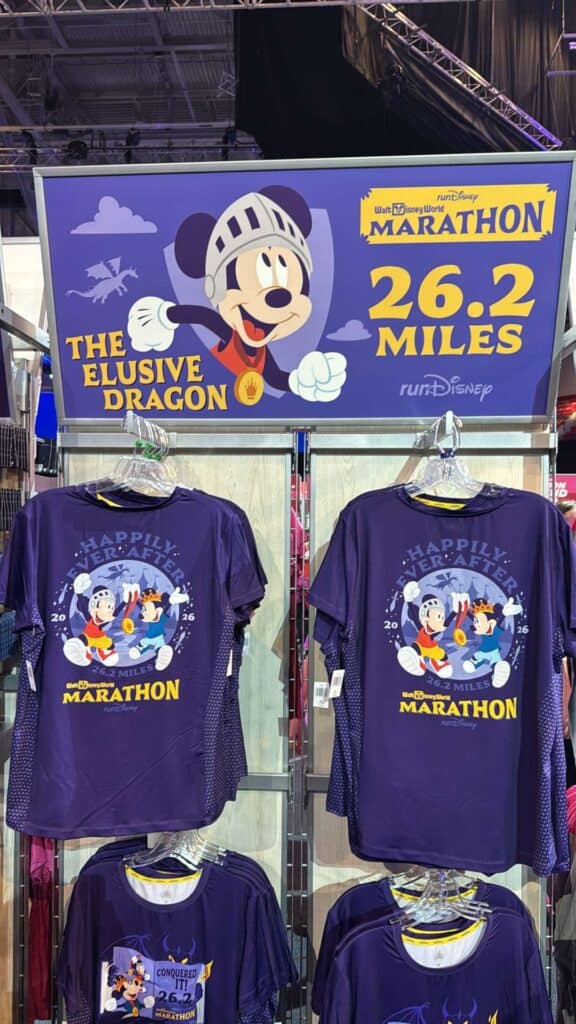 runDisney
Walt Disney World
MARATHON
26.2
MILES
THE
ELUSIVE
DRAGON
runDisney
HAPPILY
EVER AFTER
20 26
26.2 MILES
Walt Disney World
MARATHON
runDisney
HAPPILY
EVER AFTER
20 26
26.2 MILES
Walt Disney World
MARATHON
runDisney
CONQUERED
IT!
26.2
MARATHON